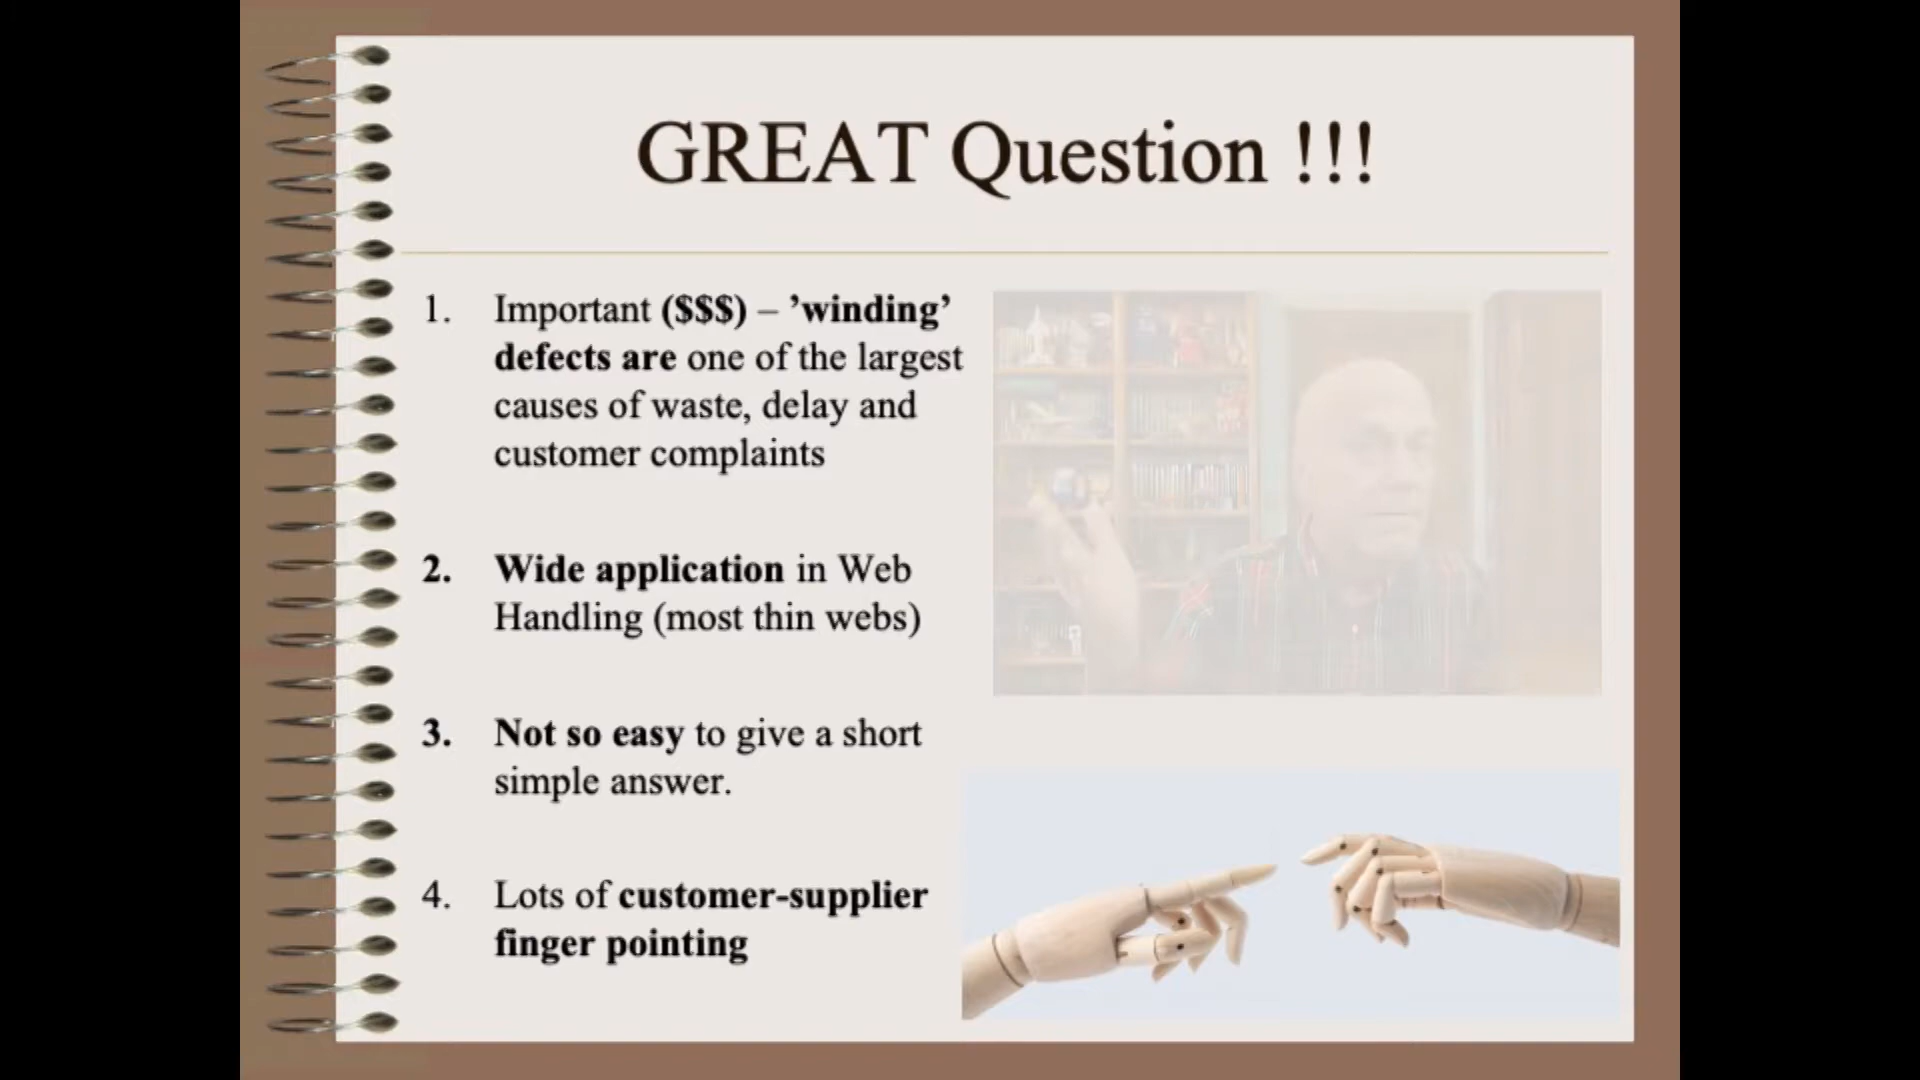 GREAT Question !!!
1. Important ($$$) – ’winding’
defects are one of the largest
causes of waste, delay and
customer complaints
2. Wide application in Web
Handling (most thin webs)
3. Not so easy to give a short
simple answer.
4. Lots of customer-supplier
finger pointing